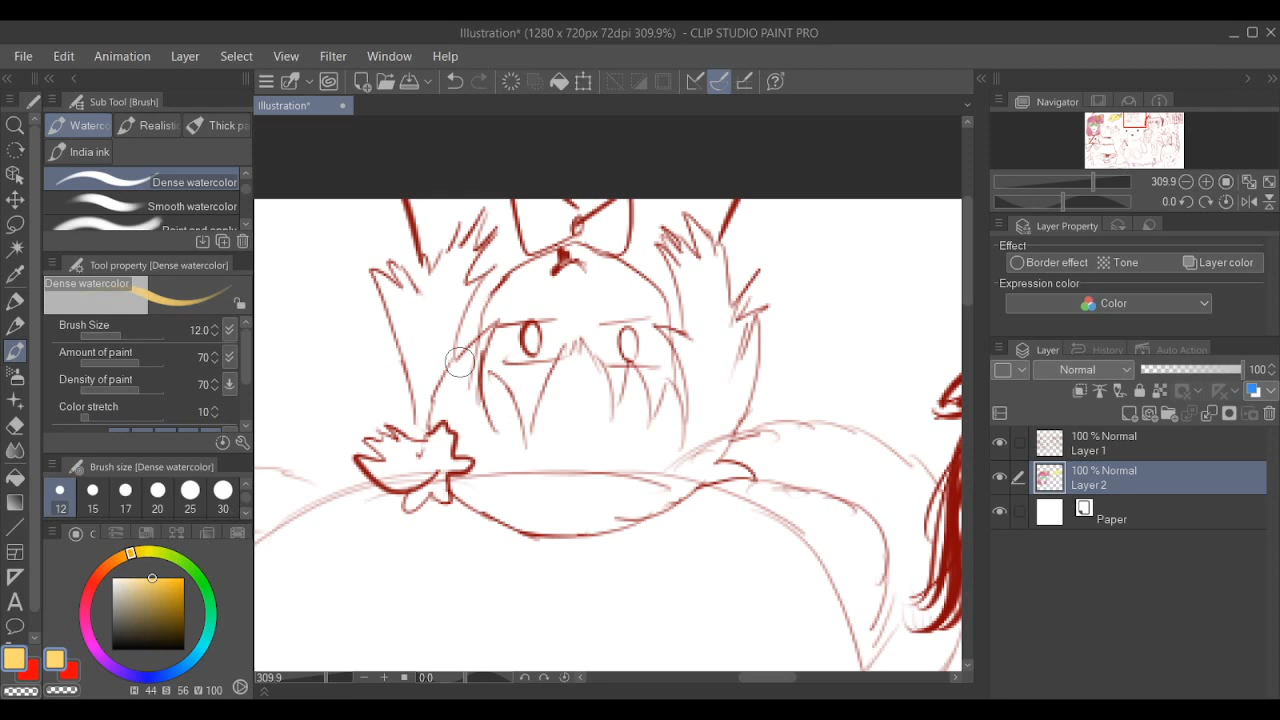 Illustration* (1280 x 720px 72dpi 309.9%) - CLIP STUDIO PAINT PRO
File Edit Animation Layer Select View Filter Window Help
Sub Tool [Brush]
Illustration*
Navigator
Waterco Realistic Thick pa
India ink
Dense watercolor
Smooth watercolor
309.9
0.0
Layer Property
Effect
Border effect Tone Layer color
Expression color
Color
Tool property [Dense watercolor]
Dense watercolor
Brush Size 12.0
Amount of paint 70
Density of paint 70
Color stretch 10
Layer History Auto Action
Normal 100
100 % Normal
Layer 1
100 % Normal
Layer 2
Paper
Brush size [Dense watercolor]
12 15 17 20 25 30
C
H 44 S 56 V 100
309.9 0.0